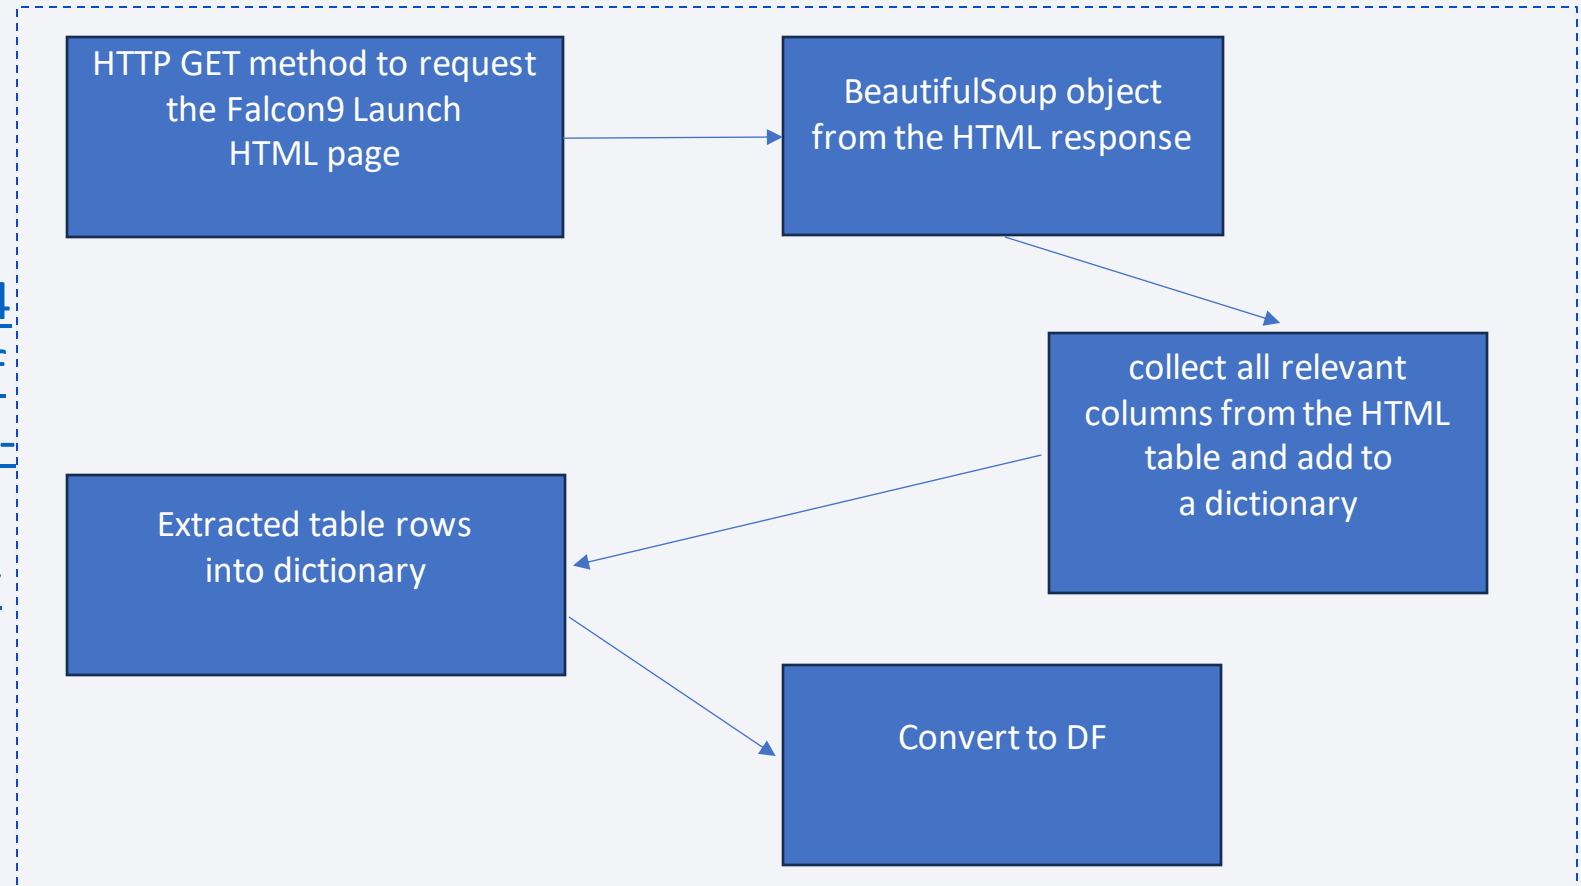 HTTP GET method to request
the Falcon9 Launch
HTML page
BeautifulSoup object
from the HTML response
collect all relevant
columns from the HTML
table and add to
a dictionary
Extracted table rows
into dictionary
Convert to DF